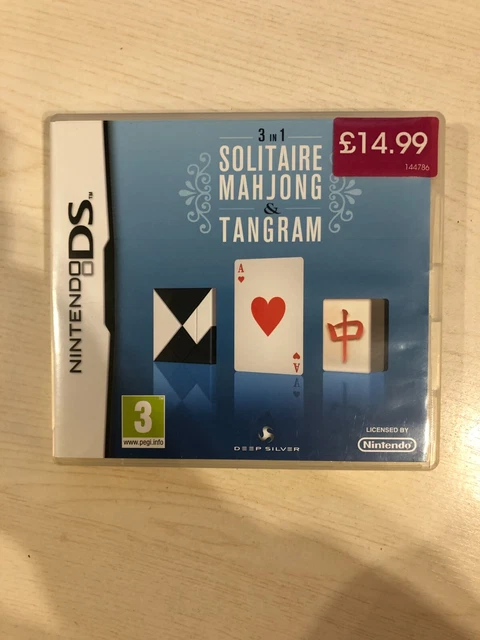 NINTENDO DS™
3 IN 1
SOLITAIRE
MAHJONG
&
TANGRAM
£14.99
144786
A
A
中
3
www.pegi.info
DEEP SILVER
LICENSED BY
Nintendo